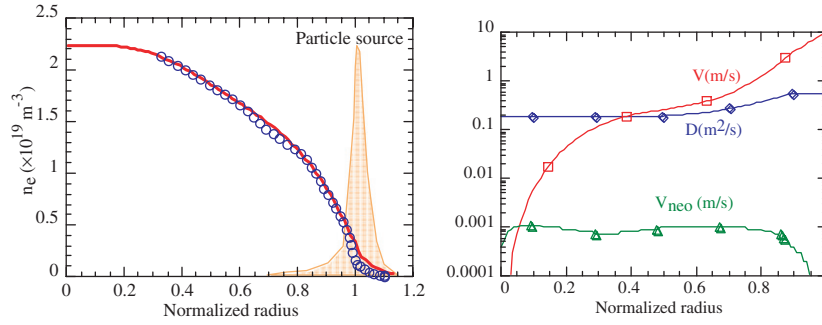 2.5
2
1.5
1
0.5
0
n_e (×10^19 m^-3)
Particle source
0 0.2 0.4 0.6 0.8 1 1.2
Normalized radius
10
1
0.1
0.01
0.001
0.0001
V(m/s)
D(m²/s)
V_neo (m/s)
0 0.2 0.4 0.6 0.8
Normalized radius